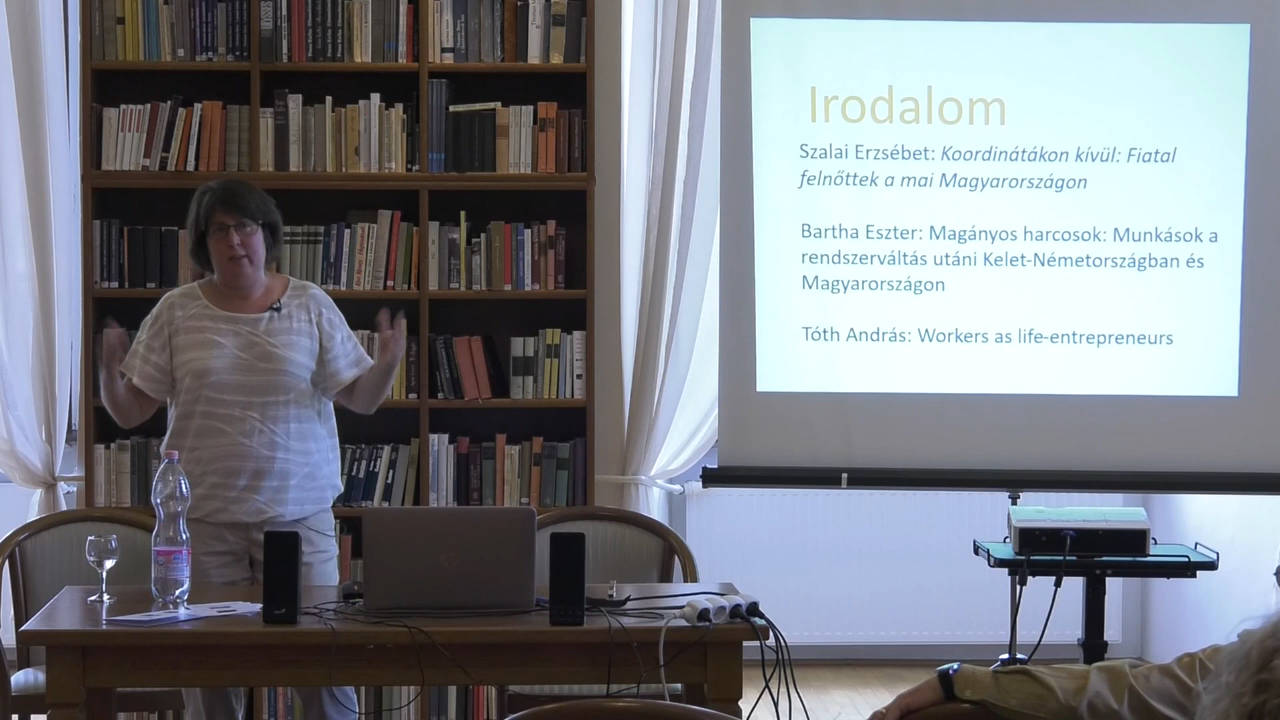 Irodalom
Szalai Erzsébet: Koordinátákon kívül: Fiatal
felnőttek a mai Magyarországon
Bartha Eszter: Magányos harcosok: Munkások a
rendszerváltás utáni Kelet-Németországban és
Magyarországon
Tóth András: Workers as life-entrepreneurs